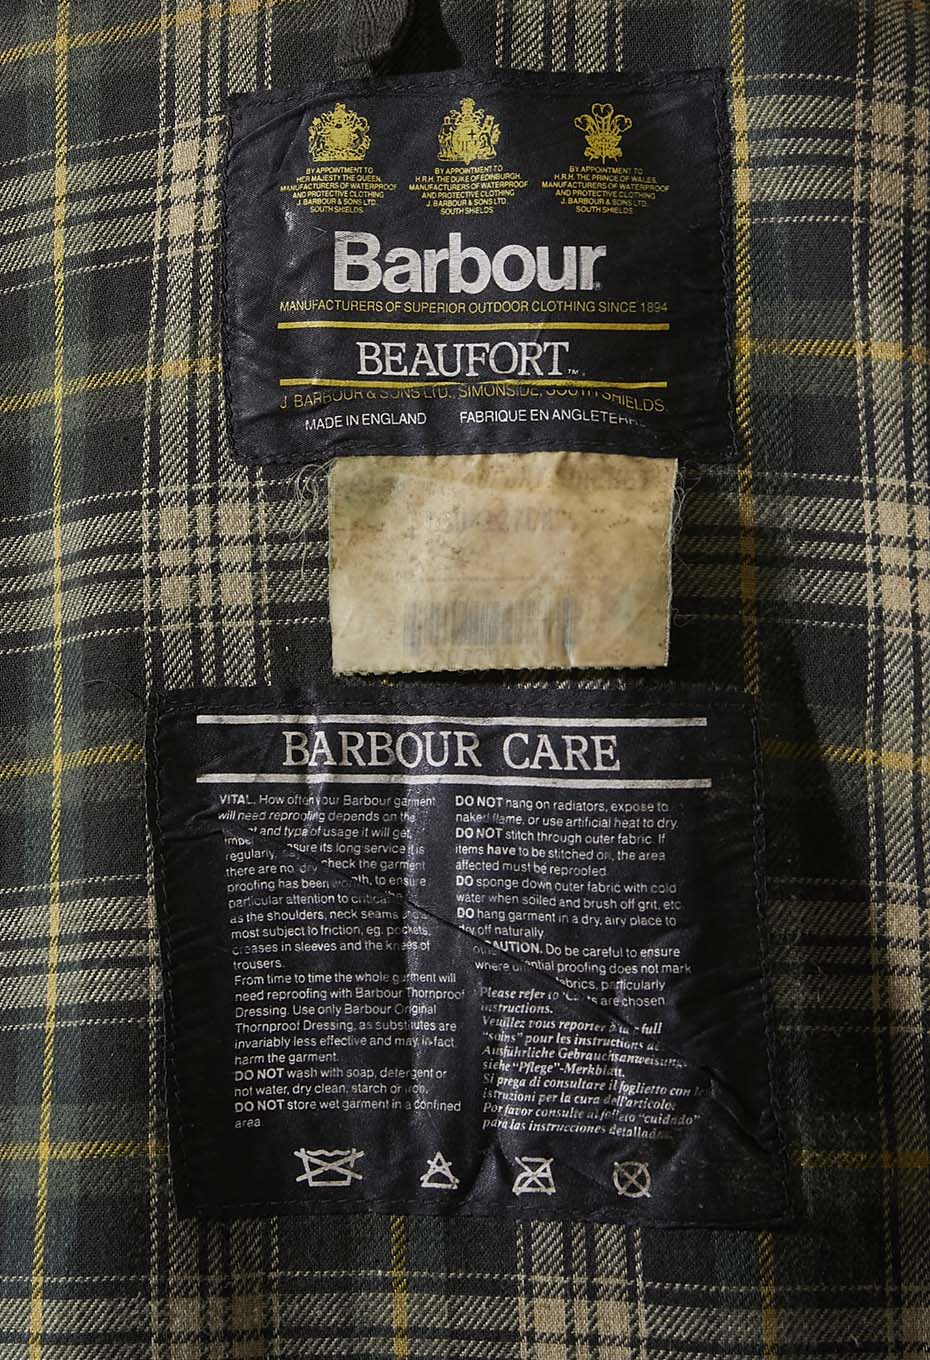 BY APPOINTMENT TO
HER MAJESTY THE QUEEN.
MANUFACTURERS OF WATERPROOF
AND PROTECTIVE CLOTHING
J. BARBOUR & SONS LTD.
SOUTH SHIELDS.
BY APPOINTMENT TO
H.R.H. THE DUKE OF EDINBURGH.
MANUFACTURERS OF WATERPROOF
AND PROTECTIVE CLOTHING
J. BARBOUR & SONS LTD.
SOUTH SHIELDS.
BY APPOINTMENT TO
H.R.H. THE PRINCE OF WALES.
MANUFACTURERS OF WATERPROOF
AND PROTECTIVE CLOTHING
J. BARBOUR & SONS LTD.
SOUTH SHIELDS.
Barbour
MANUFACTURERS OF SUPERIOR OUTDOOR CLOTHING SINCE 1894
BEAUFORT™
J. BARBOUR & SONS LTD., SIMONSIDE, SOUTH SHIELDS.
MADE IN ENGLAND FABRIQUE EN ANGLETERRE
BARBOUR CARE
VITAL. How often your Barbour garment
will need reproofing depends on the
and type of usage it will get,
regularly, ensure its long service it is
there are no dry check the garment
proofing has been worth, to ensure
particular attention to critical
as the shoulders, neck seams
most subject to friction, eg. pockets,
creases in sleeves and the knees of
trousers.
From time to time the whole garment will
need reproofing with Barbour Thornproof
Dressing. Use only Barbour Original
Thornproof Dressing, as substitutes are
invariably less effective and may in fact
harm the garment.
DO NOT wash with soap, detergent or
hot water, dry clean, starch or iron.
DO NOT store wet garment in a confined
area
DO NOT hang on radiators, expose to
naked flame, or use artificial heat to dry.
DO NOT stitch through outer fabric. If
items have to be stitched on, the area
affected must be reproofed.
DO sponge down outer fabric with cold
water when soiled and brush off grit, etc.
DO hang garment in a dry, airy place to
dry off naturally
CAUTION. Do be careful to ensure
where proofing does not mark
fabrics, particularly
Please refer to are chosen.
instructions.
full
Veuillez vous reporter à la
"soins" pour les instructions de
Ausführliche Gebrauchsanweisung
siehe "Pflege"-Merkblatt.
Si prega di consultare il foglietto con le
istruzioni per la cura dell'articolo:
Por favor consulte al folleto "cuidado"
para las instrucciones detalladas.